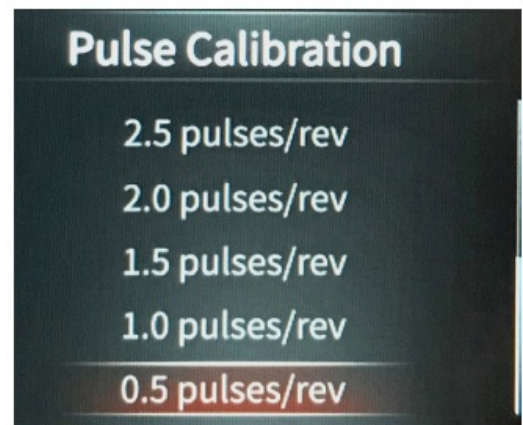 Pulse Calibration
2.5 pulses/rev
2.0 pulses/rev
1.5 pulses/rev
1.0 pulses/rev
0.5 pulses/rev